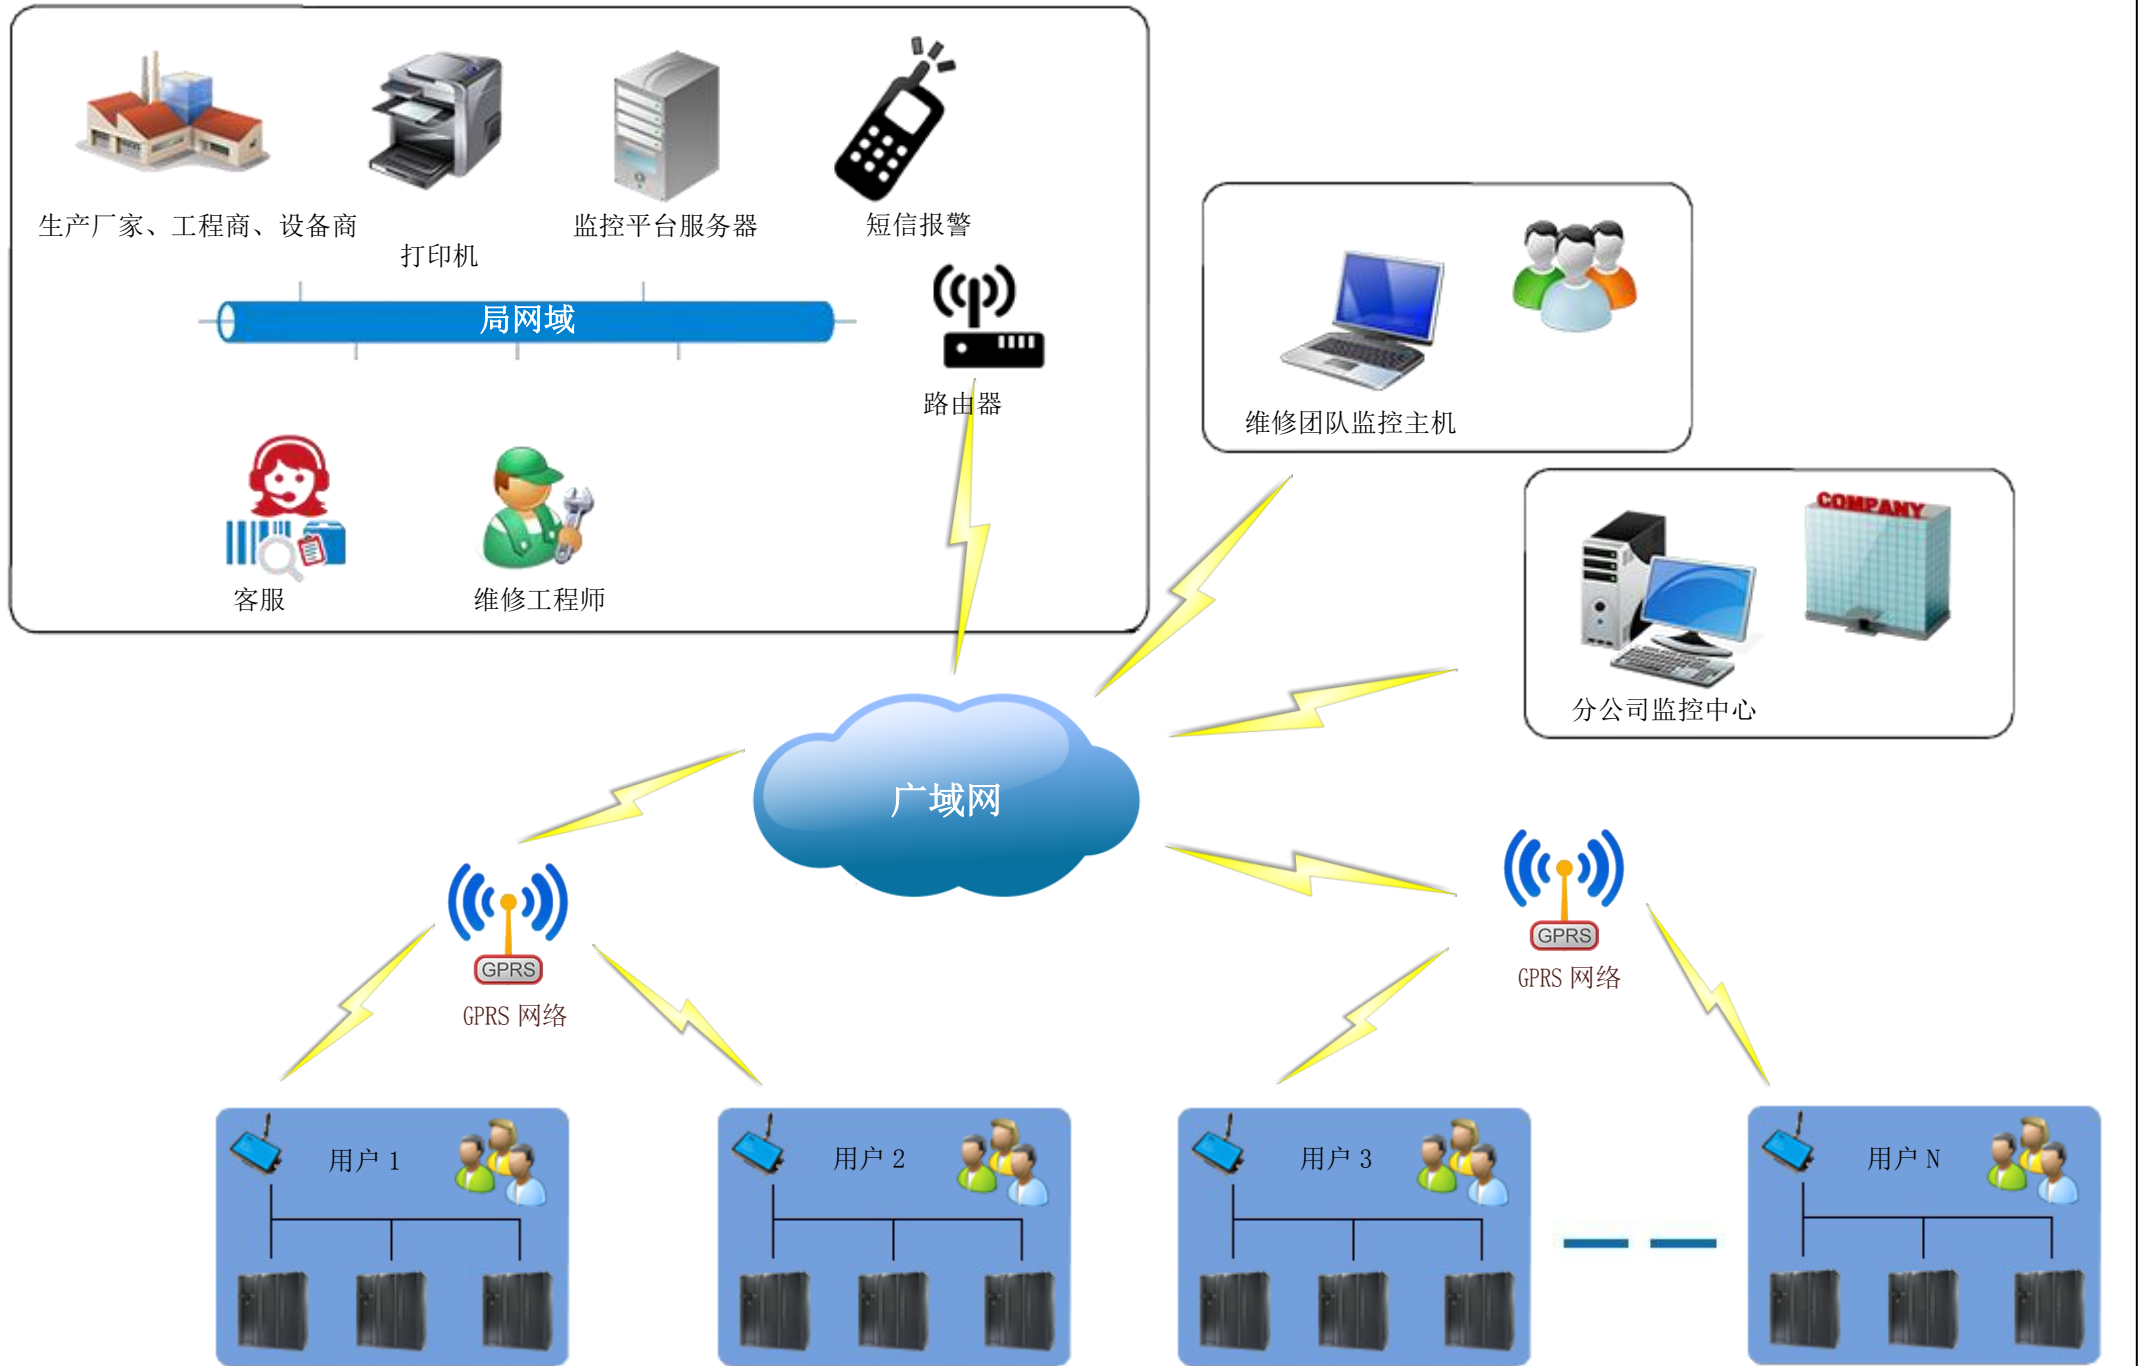 生产厂家、工程商、设备商
打印机
监控平台服务器
短信报警
局网域
路由器
客服
维修工程师
维修团队监控主机
COMPANY
分公司监控中心
广域网
GPRS
GPRS 网络
GPRS
GPRS 网络
用户 1
用户 2
用户 3
用户 N